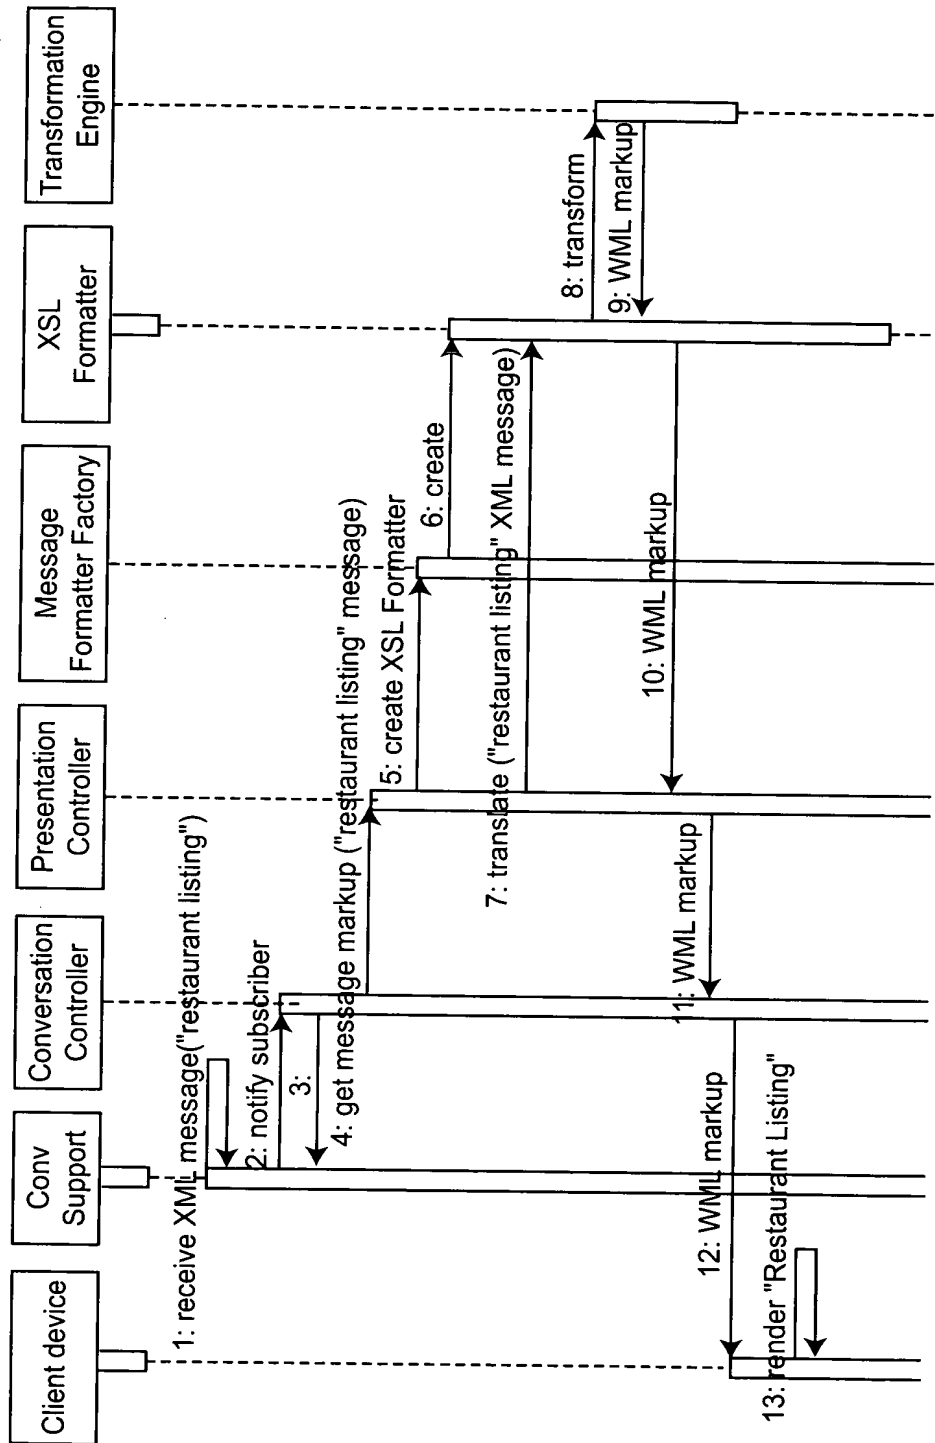 Client device
Conv
Support
Conversation
Controller
Presentation
Controller
Message
Formatter Factory
XSL
Formatter
Transformation
Engine
1: receive XML message("restaurant listing")
2: notify subscriber
3:
4: get message markup ("restaurant listing" message)
5: create XSL Formatter
6: create
7: translate ("restaurant listing" XML message)
8: transform
9: WML markup
10: WML markup
11: WML markup
12: WML markup
13: render "Restaurant Listing"